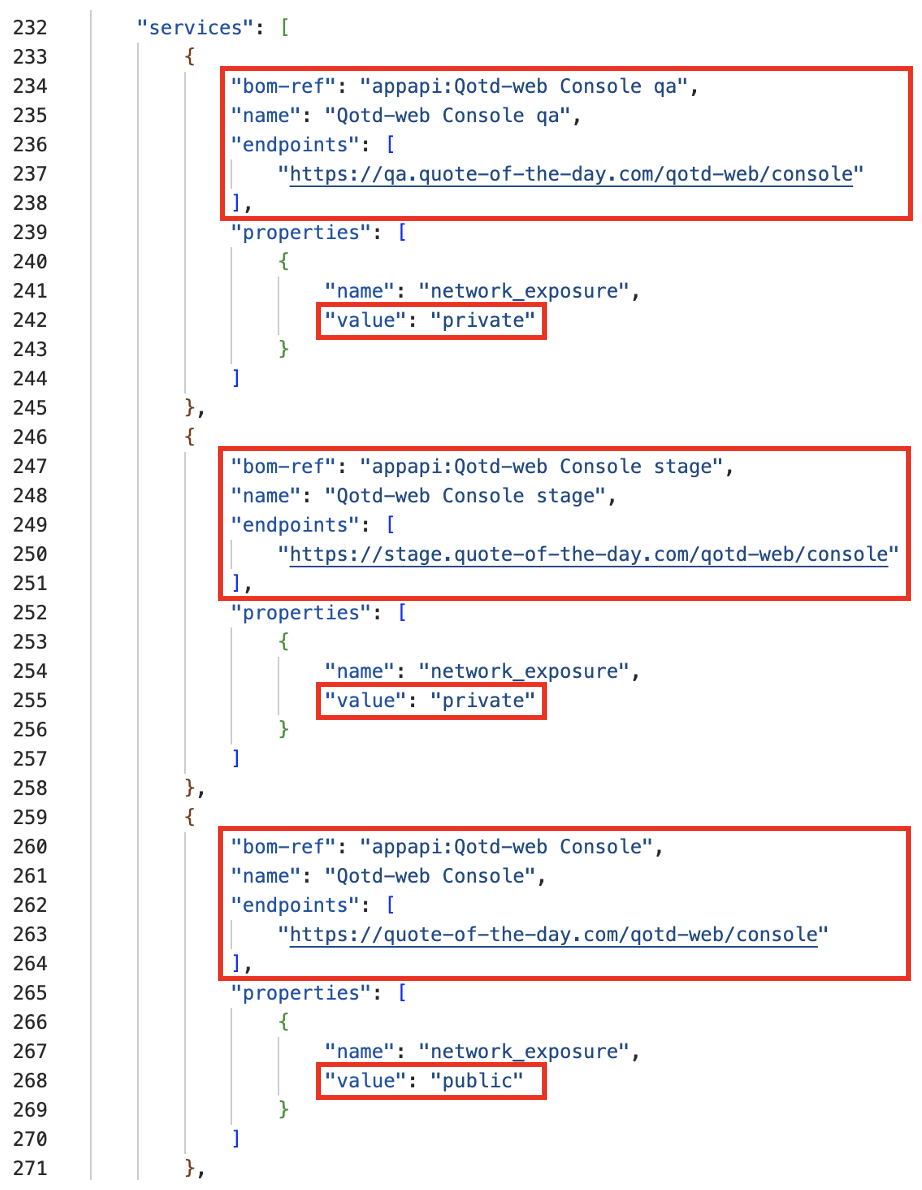 232 "services": [
233 {
234 "bom-ref": "appapi:Qotd-web Console qa",
235 "name": "Qotd-web Console qa",
236 "endpoints": [
237 "https://qa.quote-of-the-day.com/qotd-web/console"
238 ],
239 "properties": [
240 {
241 "name": "network_exposure",
242 "value": "private"
243 }
244 ]
245 },
246 {
247 "bom-ref": "appapi:Qotd-web Console stage",
248 "name": "Qotd-web Console stage",
249 "endpoints": [
250 "https://stage.quote-of-the-day.com/qotd-web/console"
251 ],
252 "properties": [
253 {
254 "name": "network_exposure",
255 "value": "private"
256 }
257 ]
258 },
259 {
260 "bom-ref": "appapi:Qotd-web Console",
261 "name": "Qotd-web Console",
262 "endpoints": [
263 "https://quote-of-the-day.com/qotd-web/console"
264 ],
265 "properties": [
266 {
267 "name": "network_exposure",
268 "value": "public"
269 }
270 ]
271 },